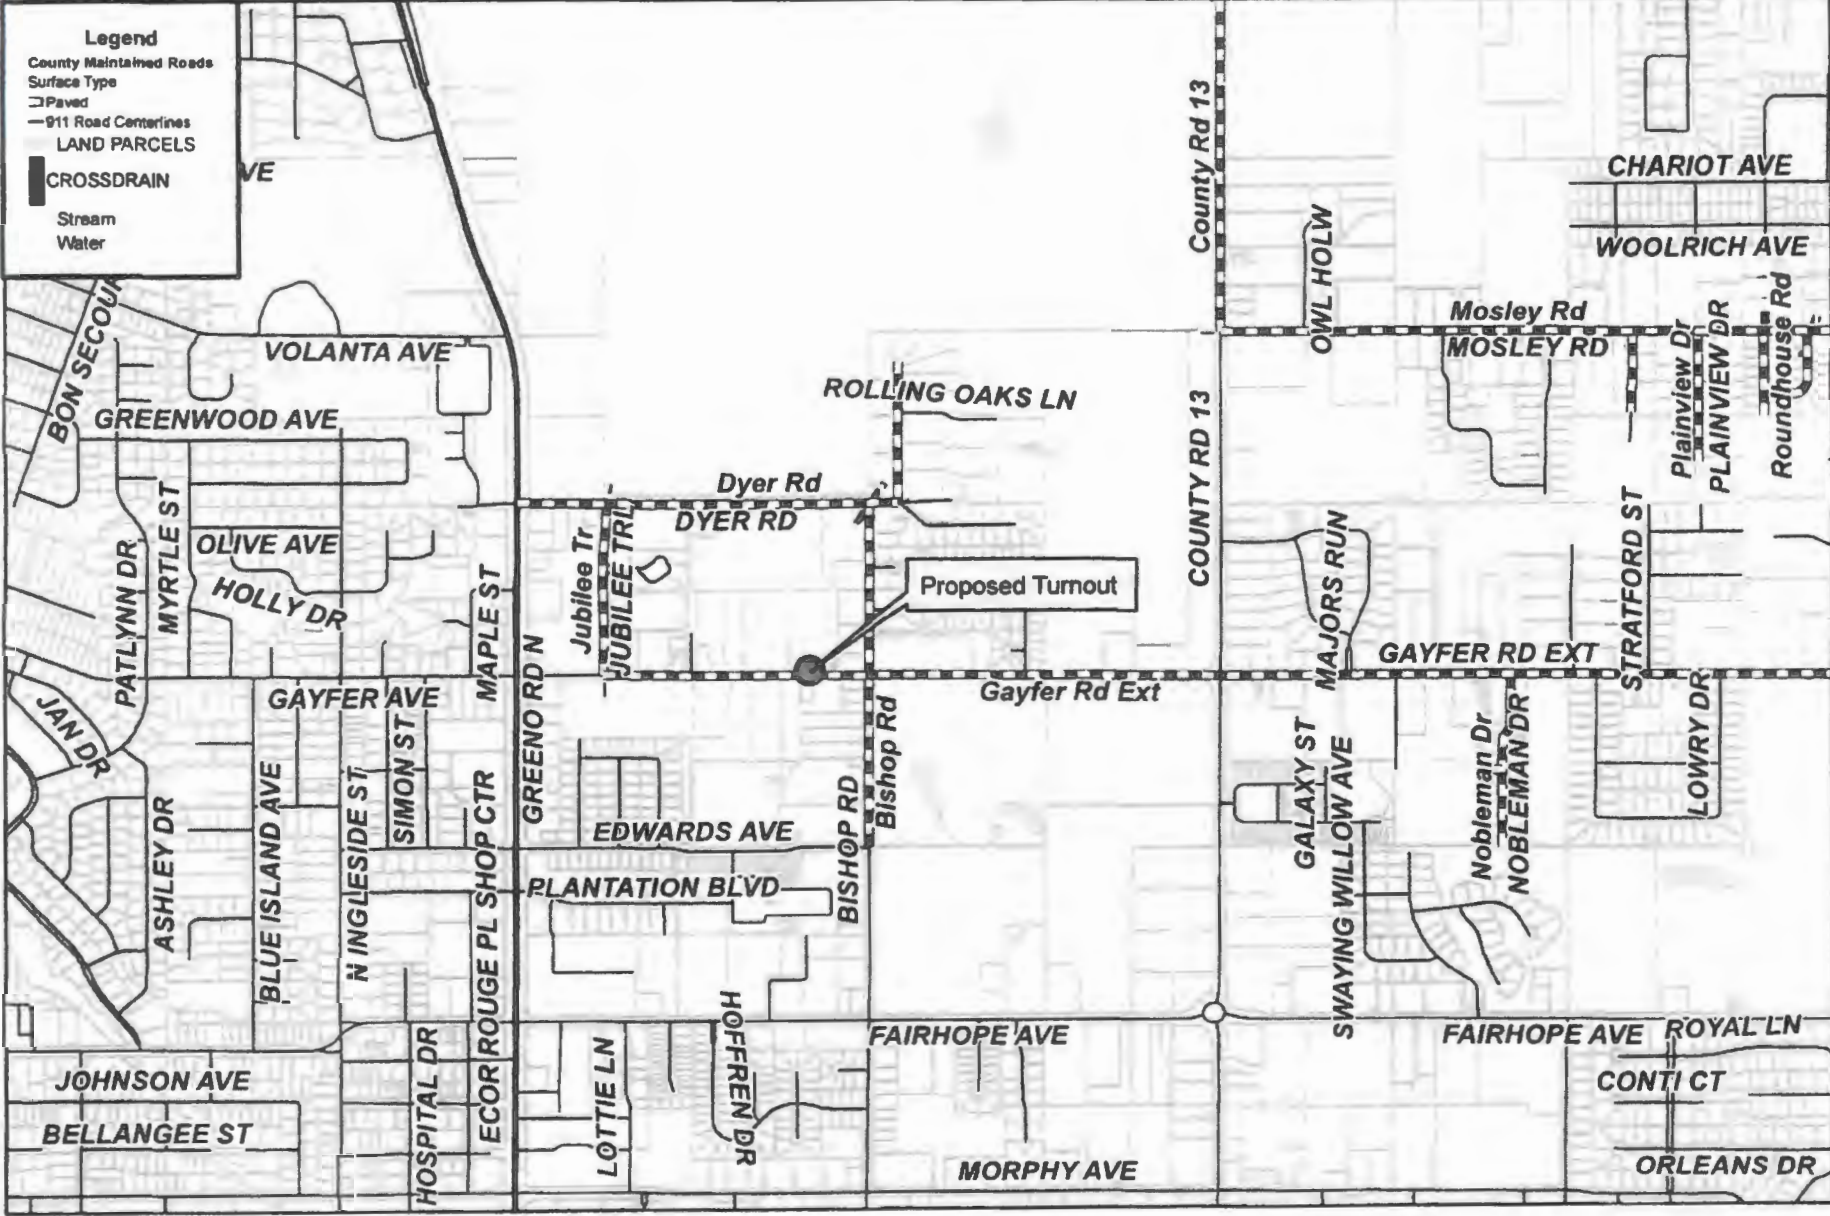 Legend
County Maintained Roads
Surface Type
Paved
911 Road Centerlines
LAND PARCELS
CROSSDRAIN
Stream
Water
VE
County Rd 13
CHARIOT AVE
OWL HOLW
WOOLRICH AVE
BON SECOUR
VOLANTA AVE
Mosley Rd
MOSLEY RD
Plainview Dr
PLAINVIEW DR
Roundhouse Rd
GREENWOOD AVE
ROLLING OAKS LN
COUNTY RD 13
Dyer Rd
DYER RD
MYRTLE ST
OLIVE AVE
PATLYNN DR
HOLLY DR
MAPLE ST
Jubilee Tr
JUBILEE TRL
Proposed Turnout
MAJORS RUN
STRATFORD ST
GAYFER RD EXT
GAYFER AVE
GREENO RD N
Gayfer Rd Ext
JAN DR
SIMON ST
Bishop Rd
GALAXY ST
Nobleman Dr
NOBLEMAN DR
LOWRY DR
ASHLEY DR
BLUE ISLAND AVE
N INGLESIDE ST
ECOR ROUGE PL SHOP CTR
EDWARDS AVE
BISHOP RD
SWAYING WILLOW AVE
PLANTATION BLVD
HOFFREN DR
FAIRHOPE AVE
FAIRHOPE AVE
ROYAL LN
JOHNSON AVE
HOSPITAL DR
LOTTIE LN
CONTI CT
BELLANGEE ST
MORPHY AVE
ORLEANS DR